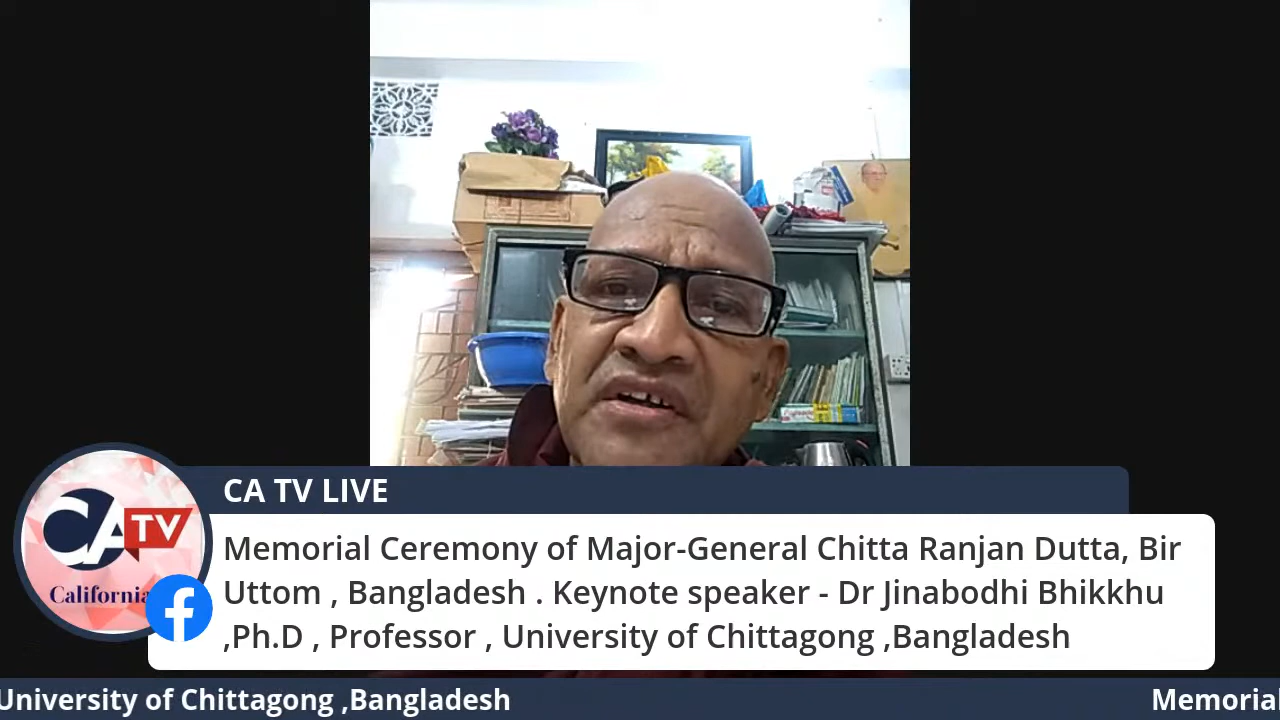 CA TV LIVE
CA TV
California
Memorial Ceremony of Major-General Chitta Ranjan Dutta, Bir
Uttom , Bangladesh . Keynote speaker - Dr Jinabodhi Bhikkhu
,Ph.D , Professor , University of Chittagong ,Bangladesh
University of Chittagong ,Bangladesh
Memorial